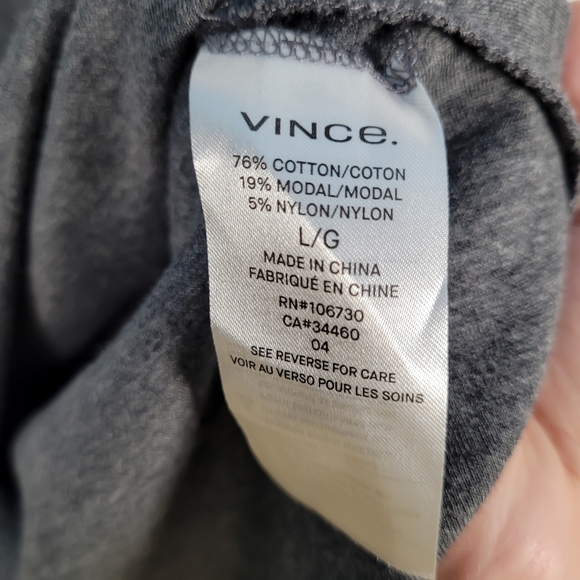 VINCE.
76% COTTON/COTON
19% MODAL/MODAL
5% NYLON/NYLON
L/G
MADE IN CHINA
FABRIQUÉ EN CHINE
RN#106730
CA#34460
04
SEE REVERSE FOR CARE
VOIR AU VERSO POUR LES SOINS